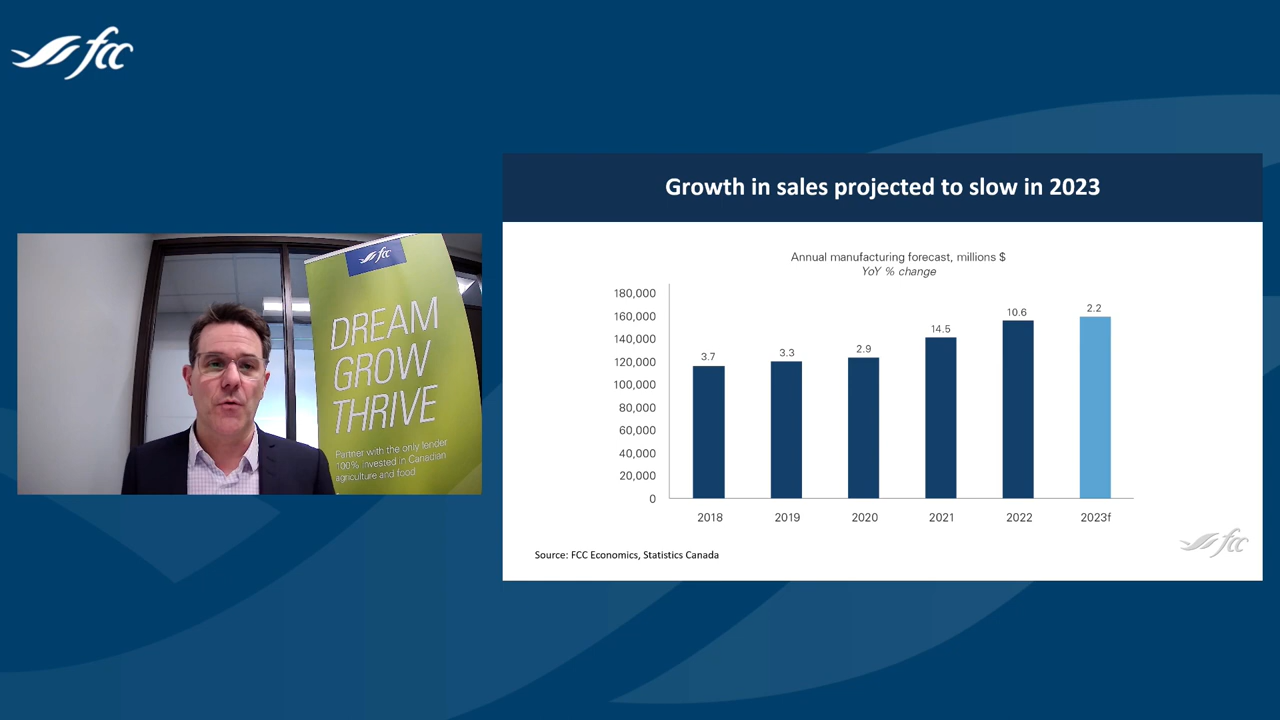 fcc
Growth in sales projected to slow in 2023
fcc
DREAM
GROW
THRIVE
Partner with the only lender
100% invested in Canadian
agriculture and food
Annual manufacturing forecast, millions $
YoY % change
180,000
160,000
140,000
120,000
100,000
80,000
60,000
40,000
20,000
0
3.7
3.3
2.9
14.5
10.6
2.2
2018
2019
2020
2021
2022
2023f
Source: FCC Economics, Statistics Canada
fcc